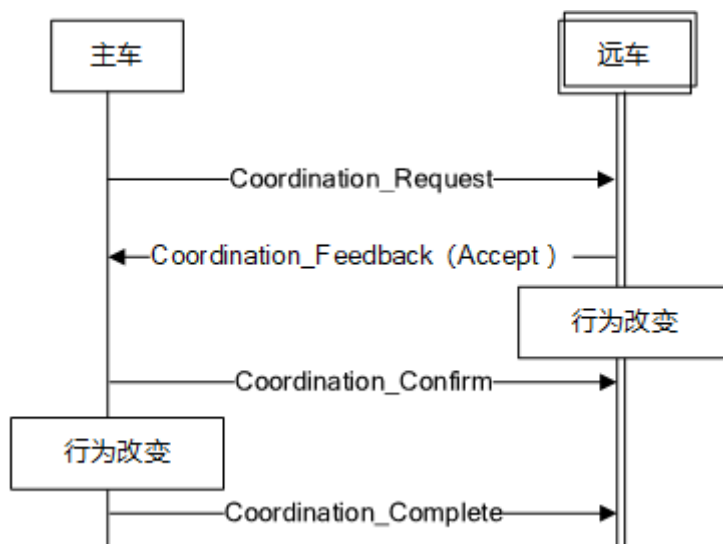 主车
远车
Coordination_Request
Coordination_Feedback（Accept ）
行为改变
Coordination_Confirm
行为改变
Coordination_Complete